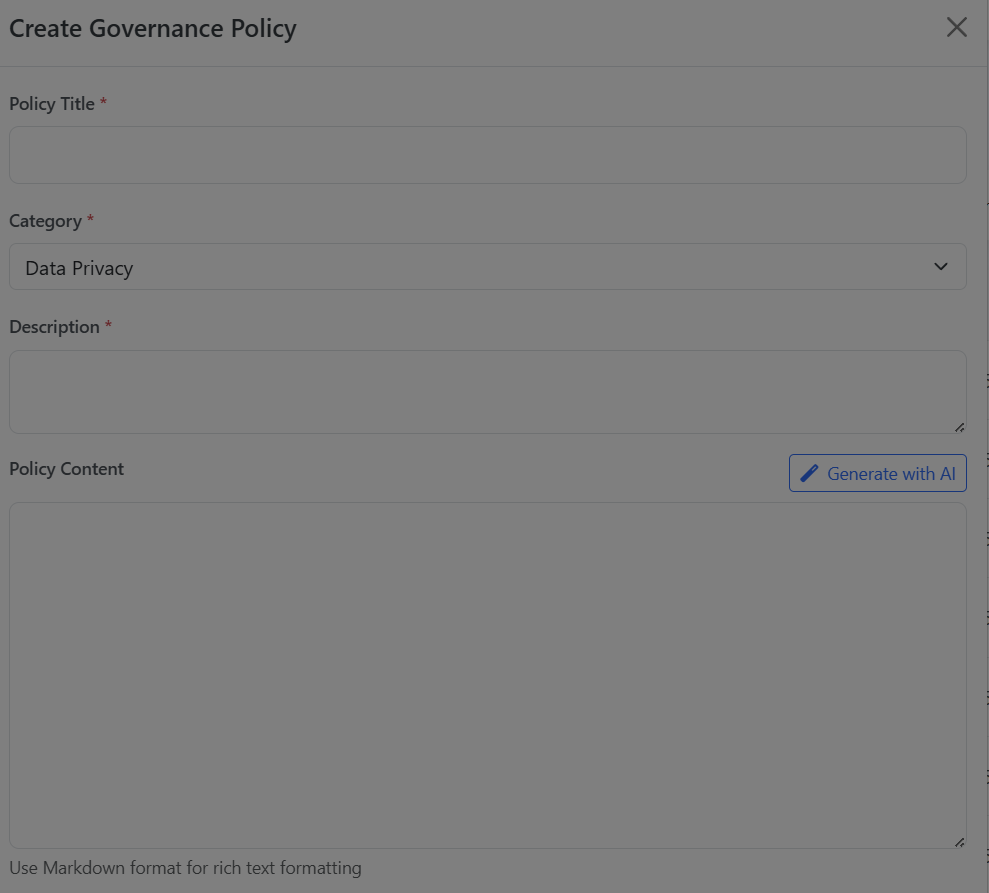 Create Governance Policy
Policy Title *
Category *
Data Privacy
Description *
Policy Content
Generate with AI
Use Markdown format for rich text formatting